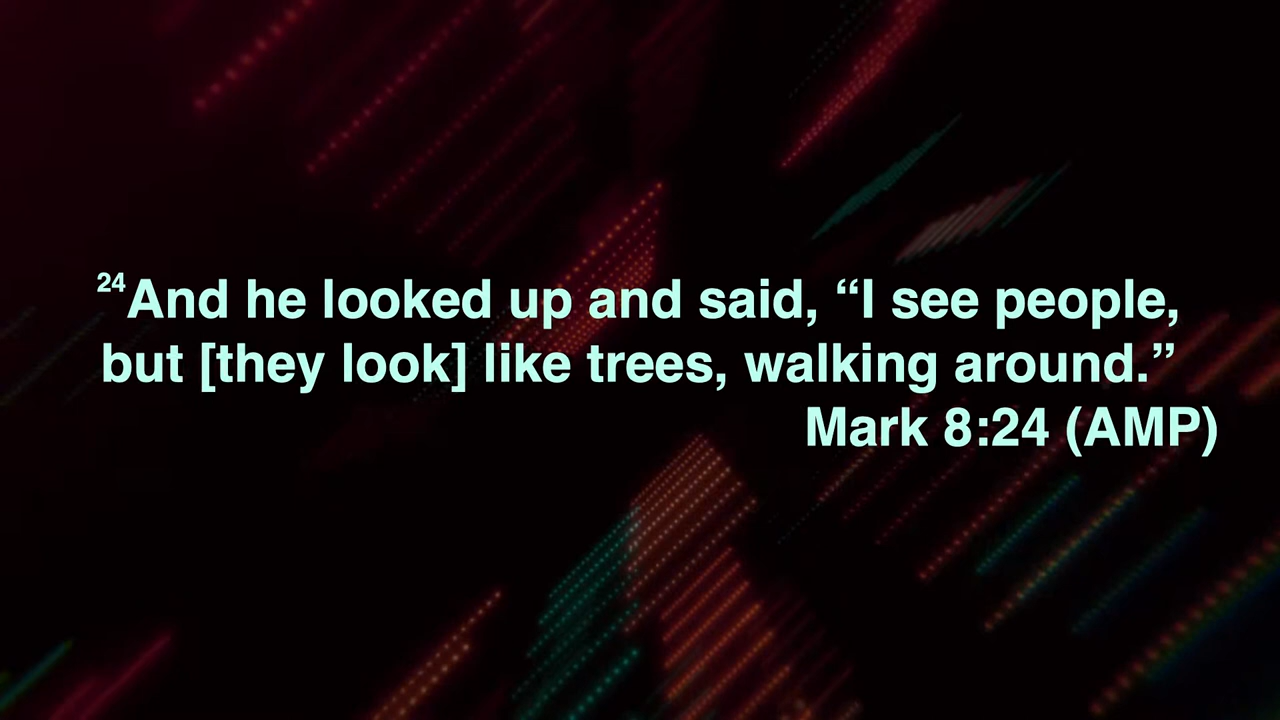 24And he looked up and said, “I see people,
but [they look] like trees, walking around.”
Mark 8:24 (AMP)